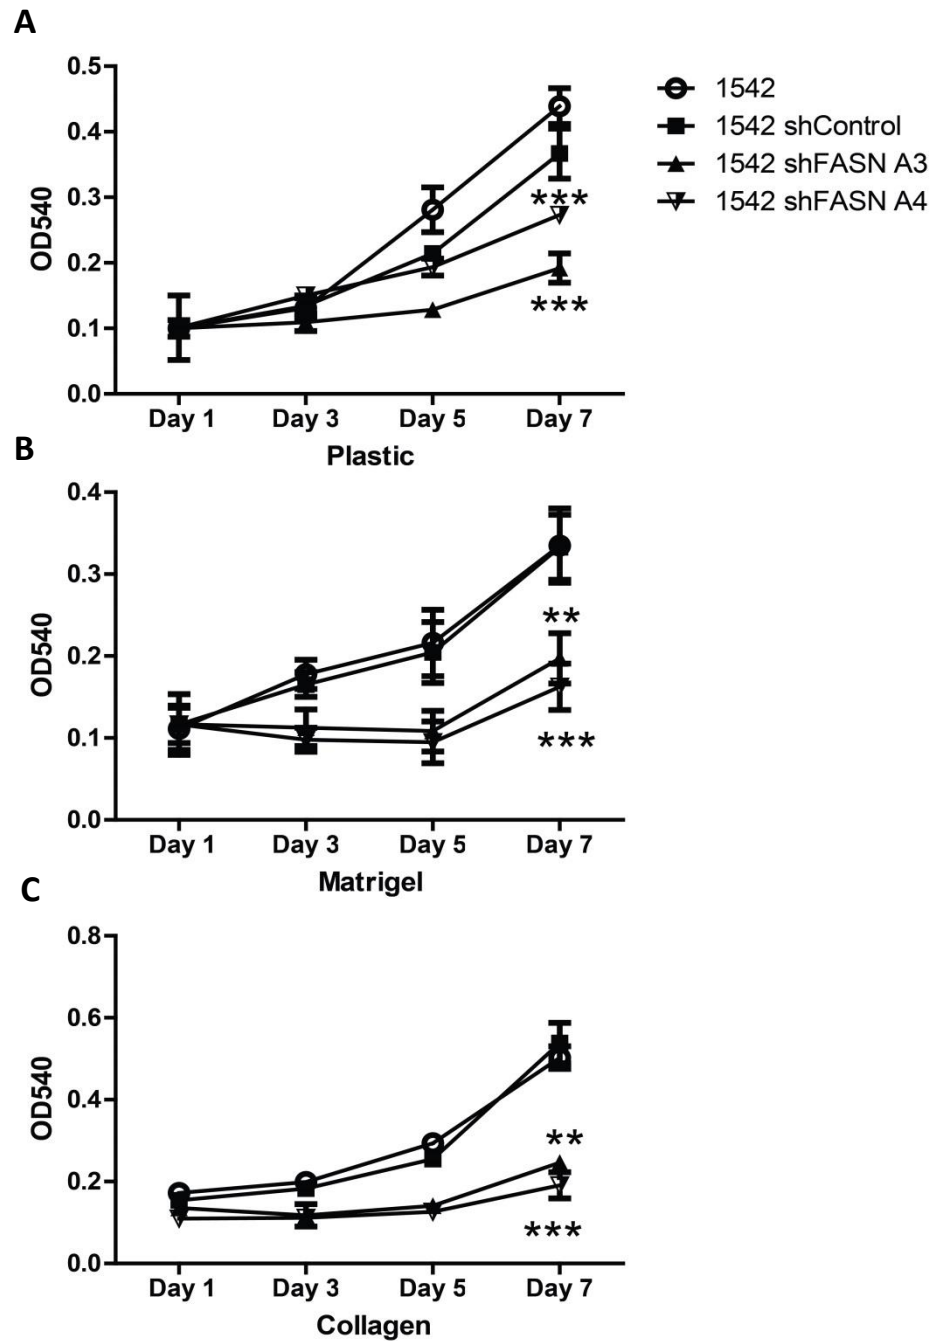 A
0.5
0.4
0.3
0.2
0.1
0.0
OD540
***
***
Day 1 Day 3 Day 5 Day 7
Plastic
1542
1542 shControl
1542 shFASN A3
1542 shFASN A4
B
0.4
0.3
0.2
0.1
0.0
OD540
**
***
Day 1 Day 3 Day 5 Day 7
Matrigel
C
0.8
0.6
0.4
0.2
0.0
OD540
**
***
Day 1 Day 3 Day 5 Day 7
Collagen